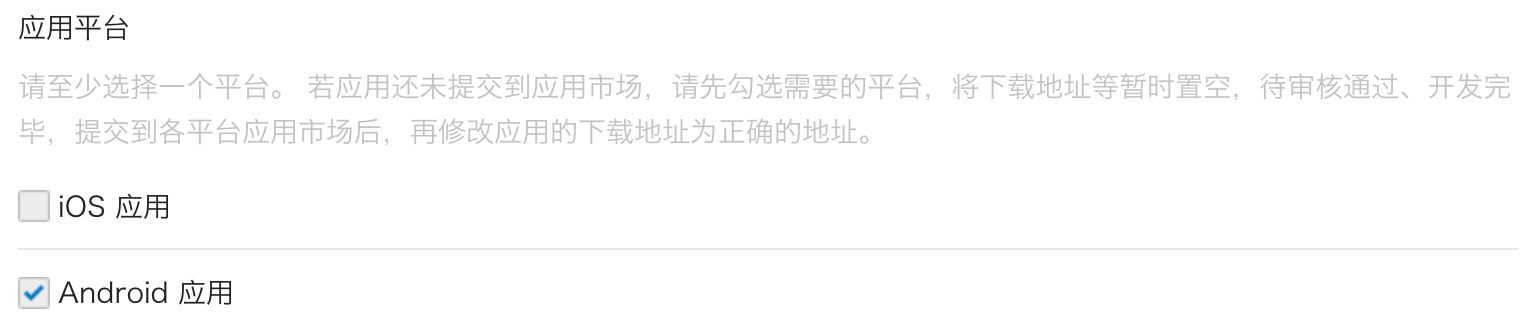 应用平台
请至少选择一个平台。 若应用还未提交到应用市场，请先勾选需要的平台，将下载地址等暂时置空，待审核通过、开发完
毕，提交到各平台应用市场后，再修改应用的下载地址为正确的地址。
iOS 应用
Android 应用